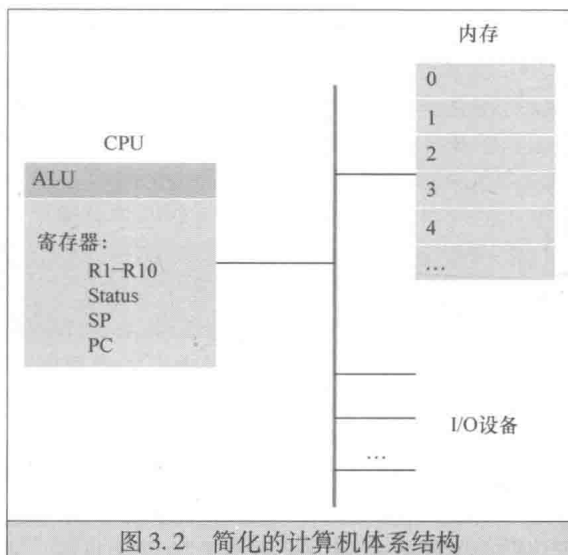 内存
0
1
2
3
4
…
CPU
ALU
寄存器：
R1-R10
Status
SP
PC
I/O设备
…
图 3.2 简化的计算机体系结构